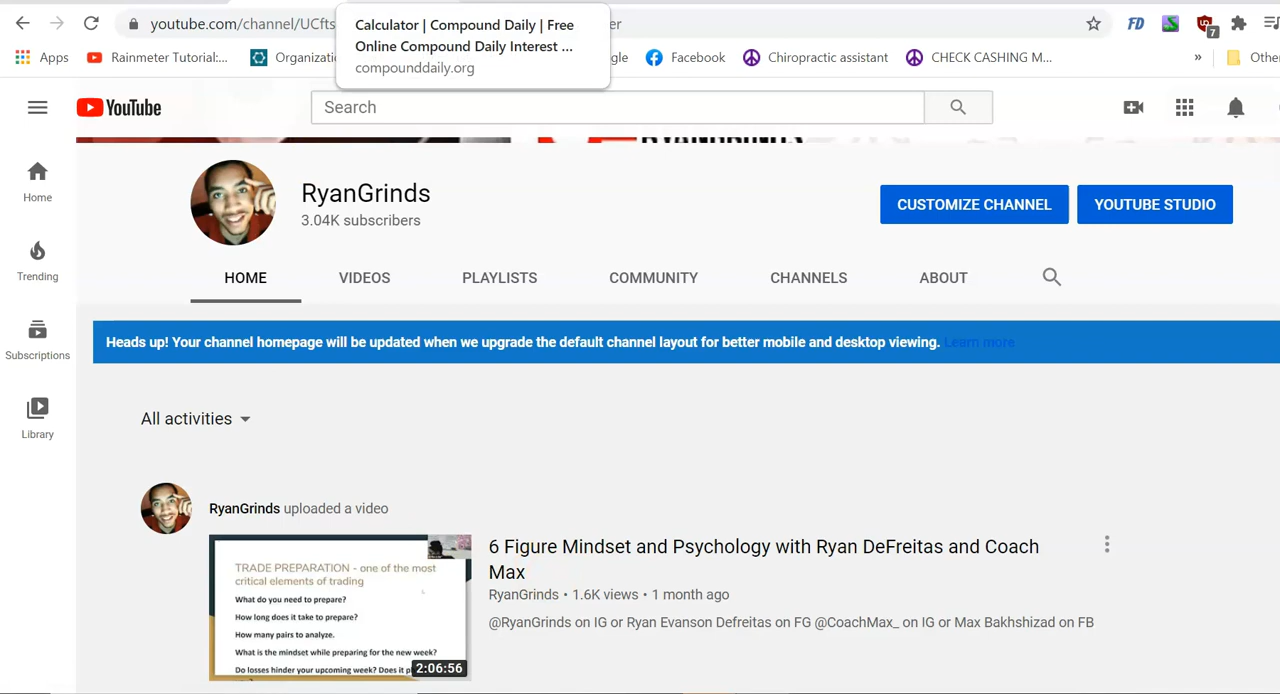 youtube.com/channel/UCfts
Calculator | Compound Daily | Free
Online Compound Daily Interest ...
compounddaily.org
er
7
Apps
Rainmeter Tutorial:...
Organizati
gle
Facebook
Chiropractic assistant
CHECK CASHING M...
»
Other
YouTube
Search
RYANGRINDS
Home
Trending
Subscriptions
Library
RyanGrinds
3.04K subscribers
CUSTOMIZE CHANNEL
YOUTUBE STUDIO
HOME
VIDEOS
PLAYLISTS
COMMUNITY
CHANNELS
ABOUT
Heads up! Your channel homepage will be updated when we upgrade the default channel layout for better mobile and desktop viewing. Learn more
All activities
RyanGrinds uploaded a video
TRADE PREPARATION - one of the most
critical elements of trading
What do you need to prepare?
How long does it take to prepare?
How many pairs to analyze.
What is the mindset while preparing for the new week?
Do losses hinder your upcoming week? Does it
2:06:56
6 Figure Mindset and Psychology with Ryan DeFreitas and Coach
Max
RyanGrinds • 1.6K views • 1 month ago
@RyanGrinds on IG or Ryan Evanson Defreitas on FG @CoachMax_ on IG or Max Bakhshizad on FB